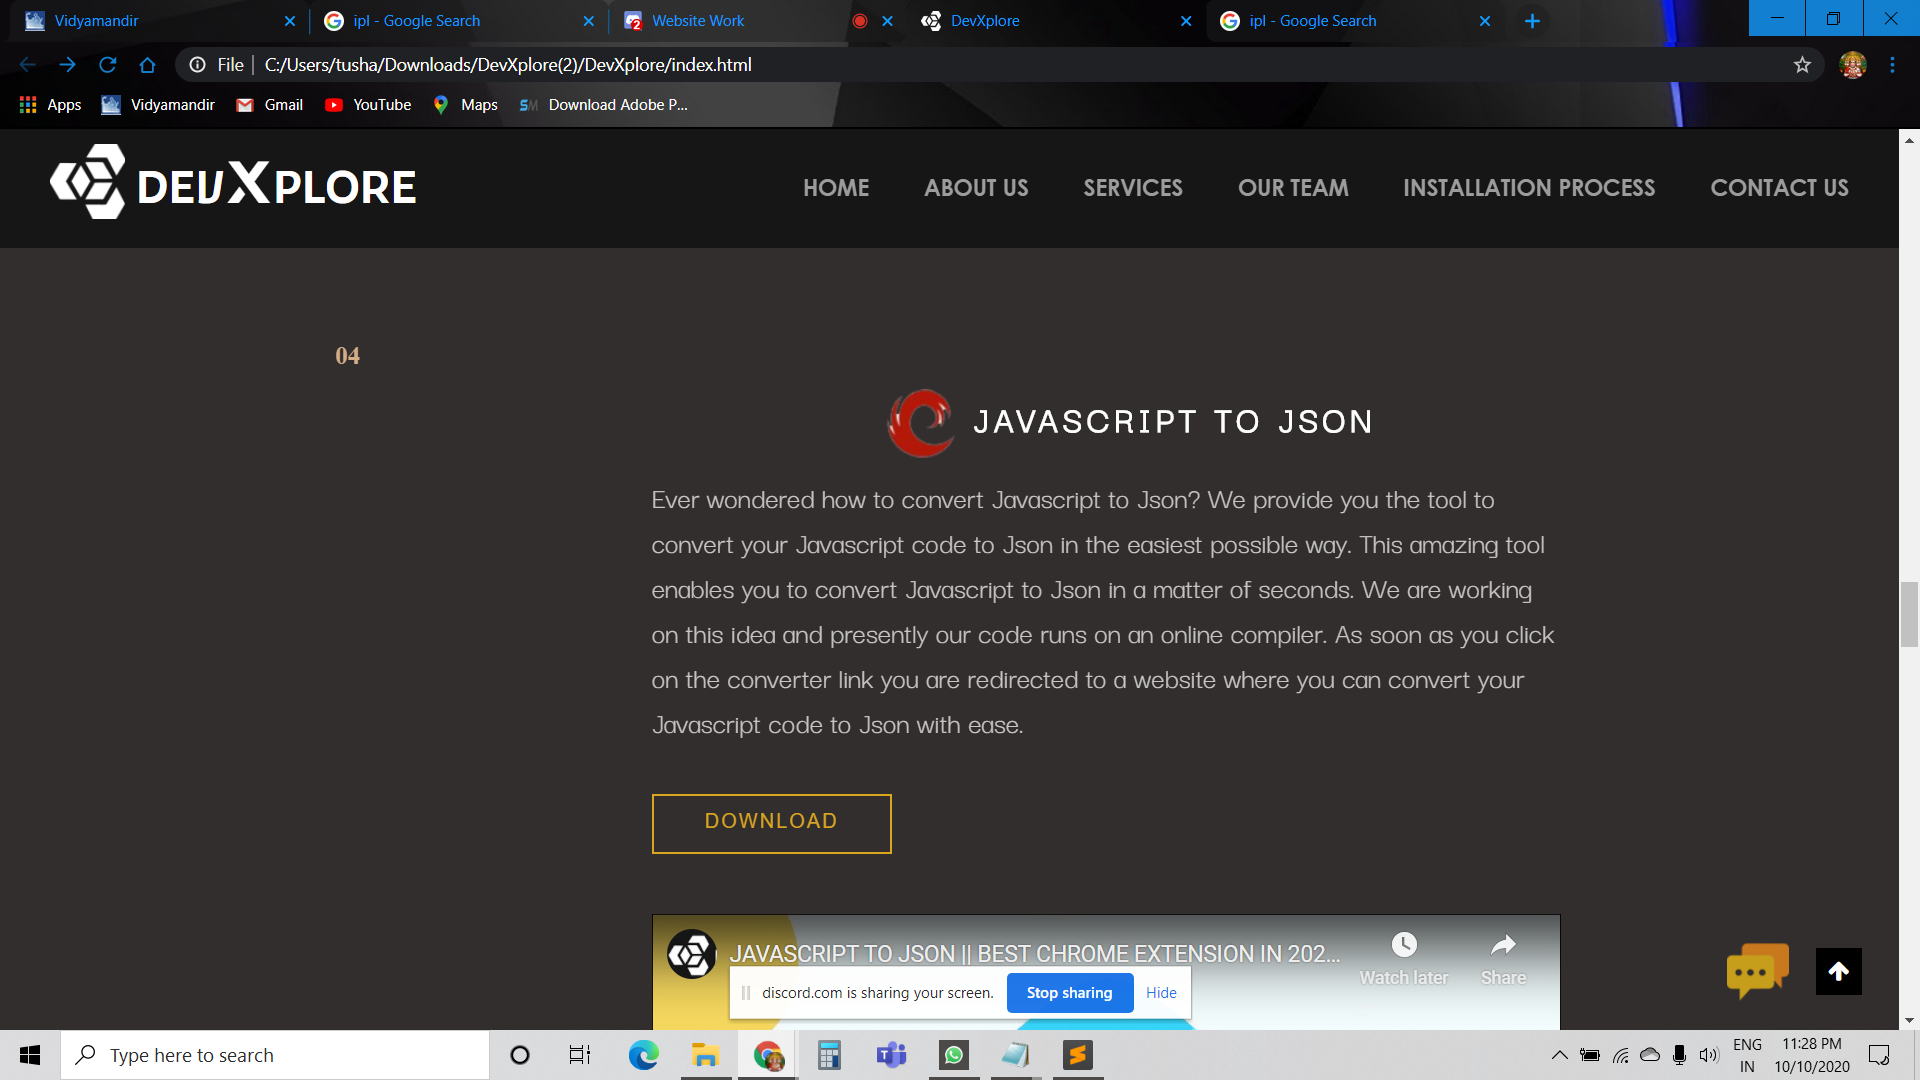 Vidyamandir
ipl - Google Search
2
Website Work
DevXplore
ipl - Google Search
File
C:/Users/tusha/Downloads/DevXplore(2)/DevXplore/index.html
Apps
Vidyamandir
Gmail
YouTube
Maps
SM
Download Adobe P...
DEVXPLORE
HOME
ABOUT US
SERVICES
OUR TEAM
INSTALLATION PROCESS
CONTACT US
04
JAVASCRIPT TO JSON
Ever wondered how to convert Javascript to Json? We provide you the tool to
convert your Javascript code to Json in the easiest possible way. This amazing tool
enables you to convert Javascript to Json in a matter of seconds. We are working
on this idea and presently our code runs on an online compiler. As soon as you click
on the converter link you are redirected to a website where you can convert your
Javascript code to Json with ease.
DOWNLOAD
JAVASCRIPT TO JSON || BEST CHROME EXTENSION IN 202...
Watch later
Share
discord.com is sharing your screen.
Stop sharing
Hide
Type here to search
ENG
IN
11:28 PM
10/10/2020